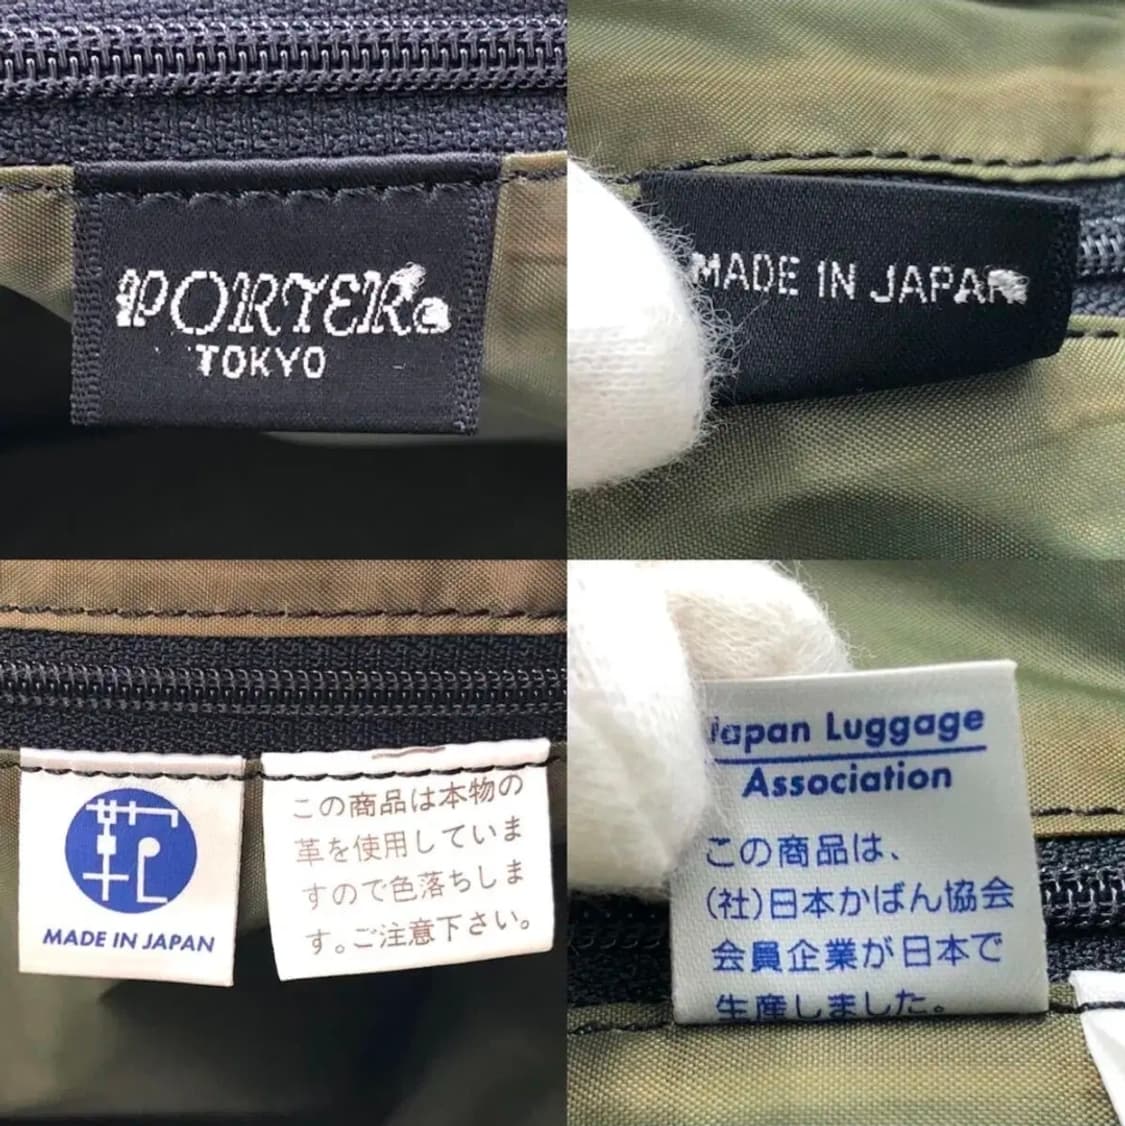 PORTER
TOKYO
MADE IN JAPAN
MADE IN JAPAN
この商品は本物の
革を使用していま
すので色落ちしま
す。ご注意下さい。
Japan Luggage
Association
この商品は、
(社)日本かばん協会
会員企業が日本で
生産しました。